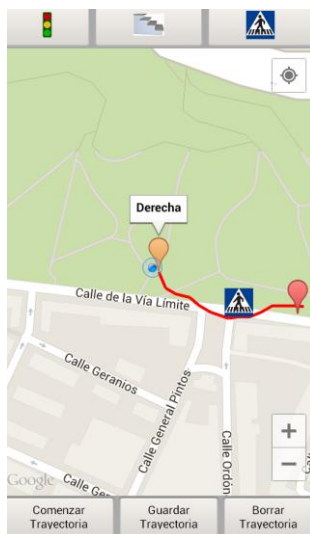 Derecha
Calle de la Vía Límite
Calle Geranios
Calle General Pintos
Calle Ordón
Calle Ge
Google
Comenzar
Trayectoria
Guardar
Trayectoria
Borrar
Trayectoria
+
−